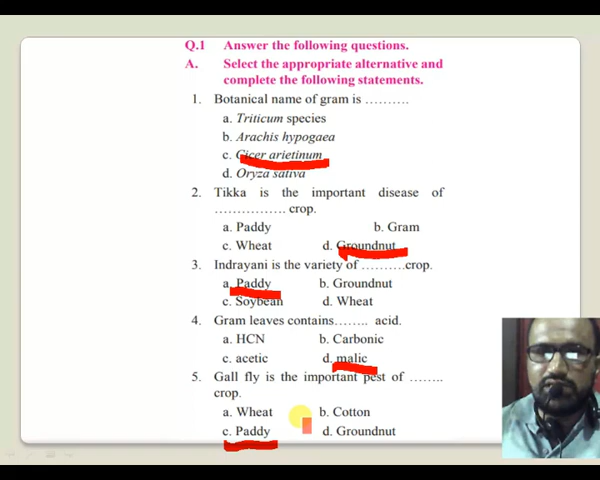 Q.1 Answer the following questions.
A. Select the appropriate alternative and
complete the following statements.
1. Botanical name of gram is ..........
a. Triticum species
b. Arachis hypogaea
c. Cicer arietinum
d. Oryza sativa
2. Tikka is the important disease of
................ crop.
a. Paddy b. Gram
c. Wheat d. Groundnut
3. Indrayani is the variety of ..........crop.
a. Paddy b. Groundnut
c. Soybean d. Wheat
4. Gram leaves contains........ acid.
a. HCN b. Carbonic
c. acetic d. malic
5. Gall fly is the important pest of ........
crop.
a. Wheat b. Cotton
c. Paddy d. Groundnut